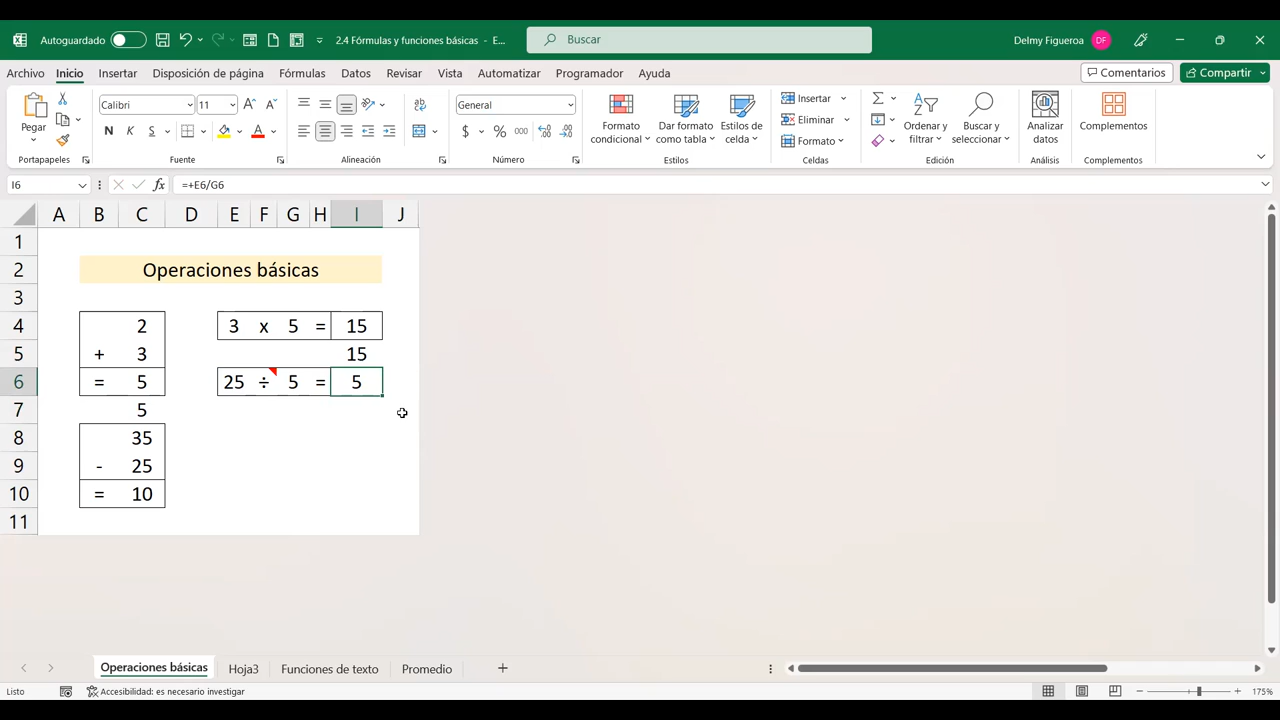 Autoguardado 2.4 Fórmulas y funciones básicas - E... Buscar Delmy Figueroa DF
Archivo Inicio Insertar Disposición de página Fórmulas Datos Revisar Vista Automatizar Programador Ayuda Comentarios Compartir
Pegar Calibri 11 General Formato condicional Dar formato como tabla Estilos de celda Insertar Eliminar Formato Ordenar y filtrar Buscar y seleccionar Analizar datos Complementos
N K S $ % 000
Portapapeles Fuente Alineación Número Estilos Celdas Edición Análisis Complementos
I6 fx =+E6/G6
A B C D E F G H I J
1
2 Operaciones básicas
3
4 2 3 x 5 = 15
5 + 3 15
6 = 5 25 ÷ 5 = 5
7 5
8 35
9 - 25
10 = 10
11
Operaciones básicas Hoja3 Funciones de texto Promedio
Listo Accesibilidad: es necesario investigar 175%